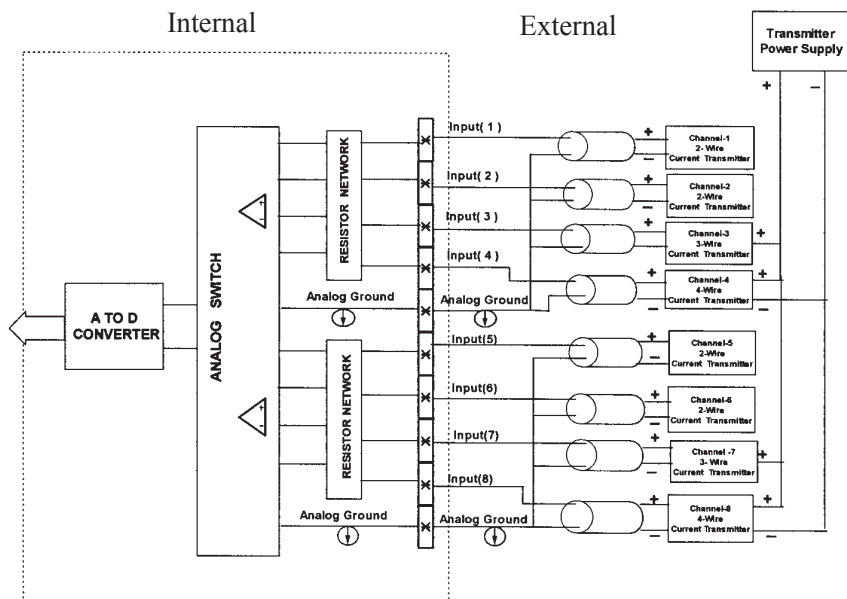 Internal
External
Transmitter
Power Supply
+
−
Input( 1 )
+
−
Channel-1
2- Wire
Current Transmitter
Input( 2 )
+
−
Channel-2
2-Wire
Current Transmitter
Input( 3 )
+
−
Channel-3
3-Wire
Current Transmitter
+
Input( 4 )
+
−
Channel-4
4-Wire
Current Transmitter
+
−
RESISTOR NETWORK
+
−
Analog Ground
Analog Ground
ANALOG SWITCH
A TO D
CONVERTER
Input(5)
+
−
Channel-5
2-Wire
Current Transmitter
Input(6)
+
−
Channel-6
2-Wire
Current Transmitter
Input(7)
+
−
Channel -7
3- Wire
Current Transmitter
+
Input(8)
+
−
Channel-8
4-Wire
Current Transmitter
+
−
RESISTOR NETWORK
+
−
Analog Ground
Analog Ground